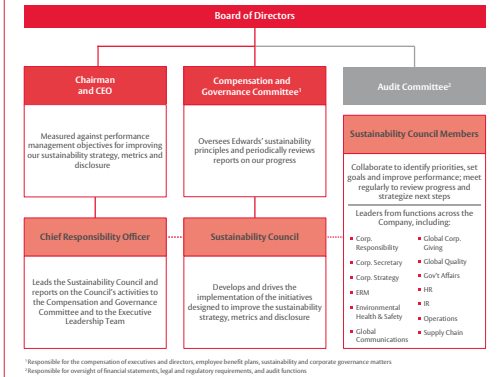 Board of Directors
Chairman
and CEO
Compensation and
Governance Committee¹
Audit Committee²
Measured against performance
management objectives for improving
our sustainability strategy, metrics and
disclosure
Oversees Edwards’ sustainability
principles and periodically reviews
reports on our progress
Sustainability Council Members
Collaborate to identify priorities, set
goals and improve performance; meet
regularly to review progress and
strategize next steps
Leaders from functions across the
Company, including:
Chief Responsibility Officer
Sustainability Council
Leads the Sustainability Council and
reports on the Council’s activities to
the Compensation and Governance
Committee and to the Executive
Leadership Team
Develops and drives the
implementation of the initiatives
designed to improve the sustainability
strategy, metrics and disclosure
▪ Corp.
Responsibility
▪ Corp. Secretary
▪ Corp. Strategy
▪ ERM
▪ Environmental
Health & Safety
▪ Global
Communications
▪ Global Corp.
Giving
▪ Global Quality
▪ Gov’t Affairs
▪ HR
▪ IR
▪ Operations
▪ Supply Chain
¹ Responsible for the compensation of executives and directors, employee benefit plans, sustainability and corporate governance matters
² Responsible for oversight of financial statements, legal and regulatory requirements, and audit functions